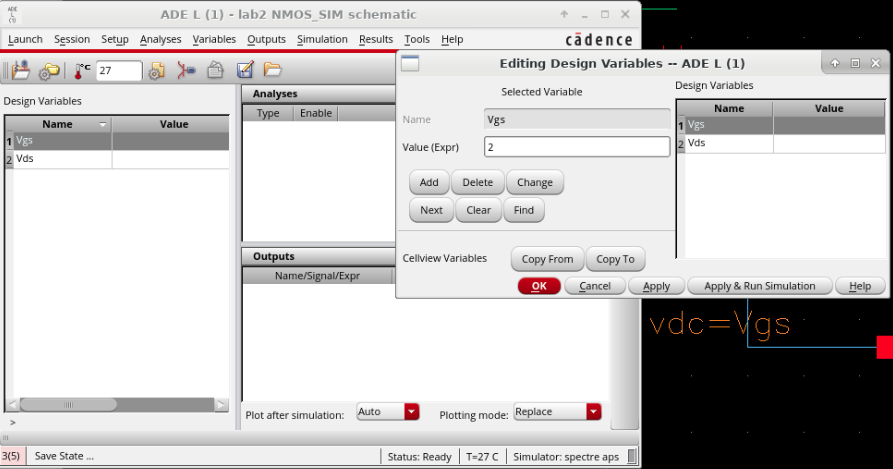 ADE L (1) - lab2 NMOS_SIM schematic
Launch Session Setup Analyses Variables Outputs Simulation Results Tools Help
cādence
°C 27
Design Variables
Name Value
1 Vgs
2 Vds
>
Analyses
Type Enable
Outputs
Name/Signal/Expr
Plot after simulation: Auto Plotting mode: Replace
3(5) Save State ... Status: Ready T=27 C Simulator: spectre aps
Editing Design Variables -- ADE L (1)
Selected Variable
Name Vgs
Value (Expr) 2
Add Delete Change
Next Clear Find
Cellview Variables Copy From Copy To
Design Variables
Name Value
1 Vgs
2 Vds
OK Cancel Apply Apply & Run Simulation Help
vdc=Vgs